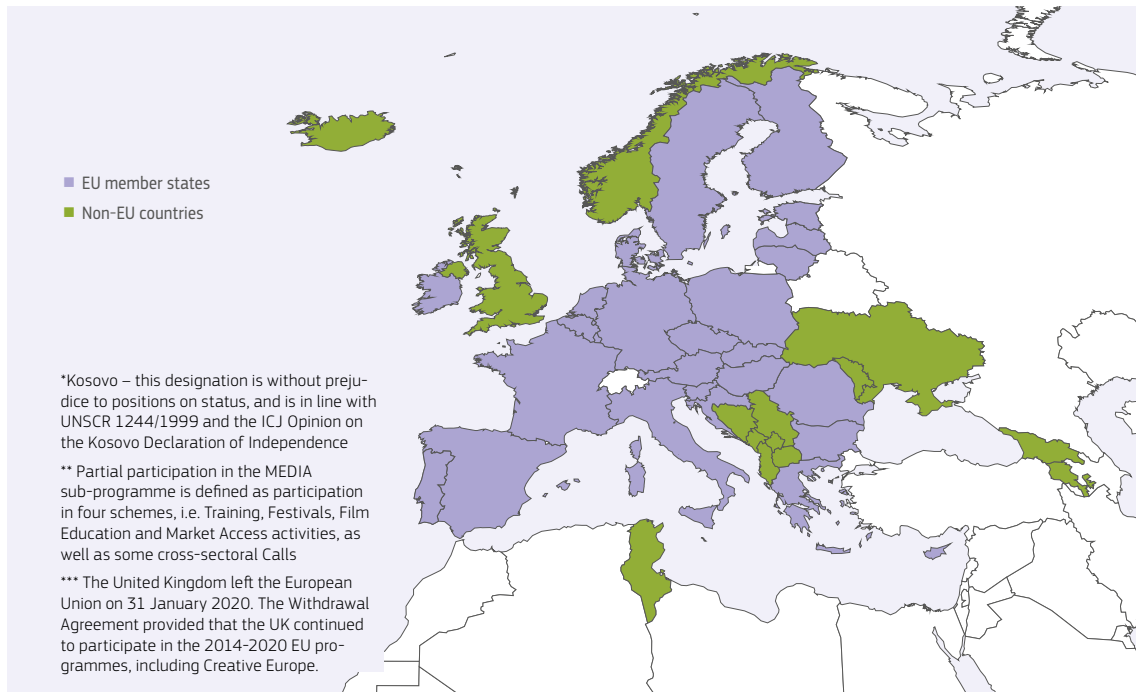 EU member states
Non-EU countries
*Kosovo – this designation is without preju-
dice to positions on status, and is in line with
UNSCR 1244/1999 and the ICJ Opinion on
the Kosovo Declaration of Independence
** Partial participation in the MEDIA
sub-programme is defined as participation
in four schemes, i.e. Training, Festivals, Film
Education and Market Access activities, as
well as some cross-sectoral Calls
*** The United Kingdom left the European
Union on 31 January 2020. The Withdrawal
Agreement provided that the UK continued
to participate in the 2014-2020 EU pro-
grammes, including Creative Europe.